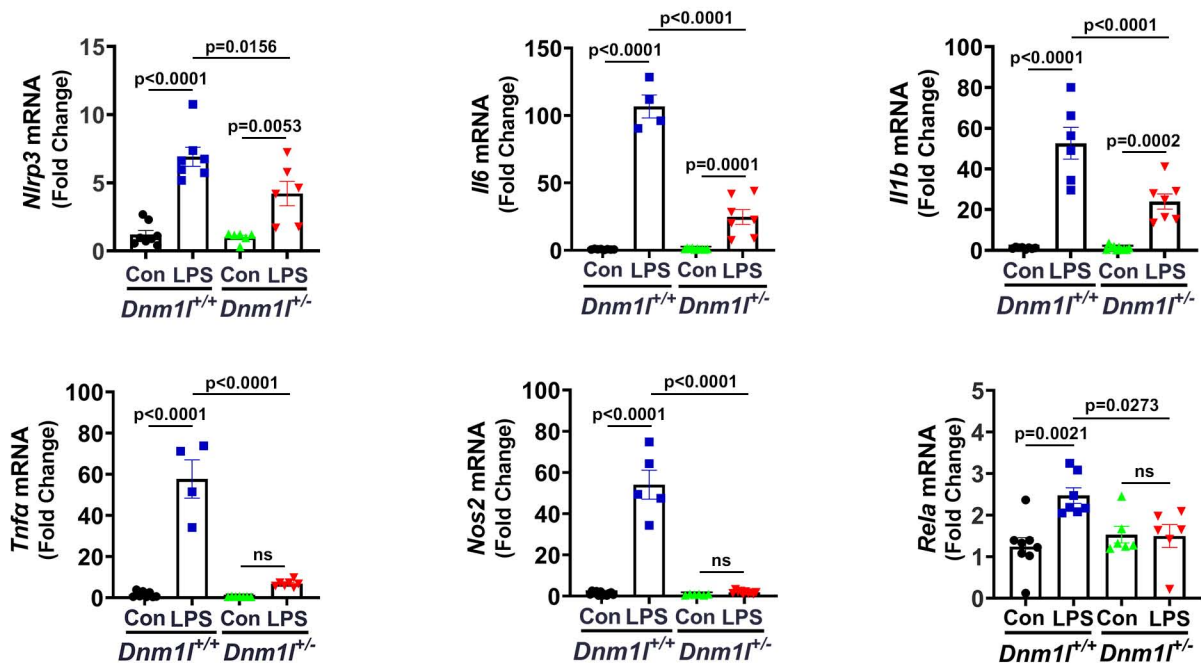 Nlrp3 mRNA
(Fold Change)
15
10
5
0
p<0.0001
p=0.0156
p=0.0053
Con LPS Con LPS
Dnm1l+/+ Dnm1l+/-
Il6 mRNA
(Fold Change)
150
100
50
0
p<0.0001
p<0.0001
p=0.0001
Con LPS Con LPS
Dnm1l+/+ Dnm1l+/-
Il1b mRNA
(Fold Change)
100
80
60
40
20
0
p<0.0001
p<0.0001
p=0.0002
Con LPS Con LPS
Dnm1l+/+ Dnm1l+/-
Tnfα mRNA
(Fold Change)
100
80
60
40
20
0
p<0.0001
p<0.0001
ns
Con LPS Con LPS
Dnm1l+/+ Dnm1l+/-
Nos2 mRNA
(Fold Change)
100
80
60
40
20
0
p<0.0001
p<0.0001
ns
Con LPS Con LPS
Dnm1l+/+ Dnm1l+/-
Rela mRNA
(Fold Change)
5
4
3
2
1
0
p=0.0273
p=0.0021
ns
Con LPS Con LPS
Dnm1l+/+ Dnm1l+/-